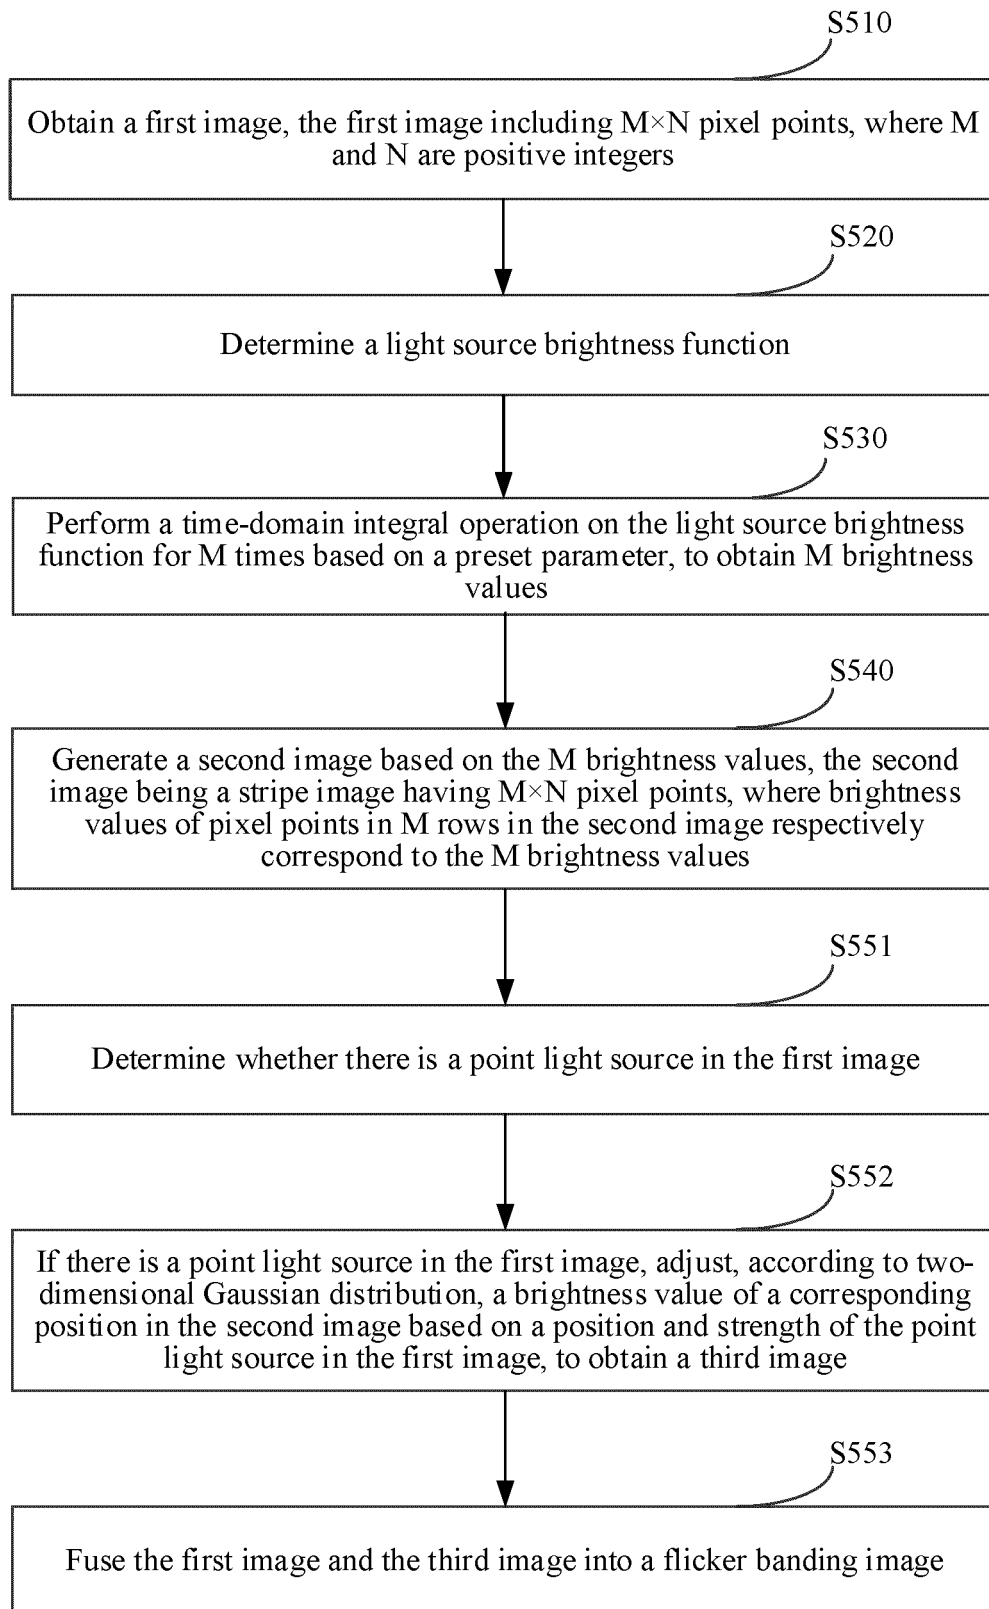 S510
Obtain a first image, the first image including M×N pixel points, where M
and N are positive integers
S520
Determine a light source brightness function
S530
Perform a time-domain integral operation on the light source brightness
function for M times based on a preset parameter, to obtain M brightness
values
S540
Generate a second image based on the M brightness values, the second
image being a stripe image having M×N pixel points, where brightness
values of pixel points in M rows in the second image respectively
correspond to the M brightness values
S551
Determine whether there is a point light source in the first image
S552
If there is a point light source in the first image, adjust, according to two-
dimensional Gaussian distribution, a brightness value of a corresponding
position in the second image based on a position and strength of the point
light source in the first image, to obtain a third image
S553
Fuse the first image and the third image into a flicker banding image